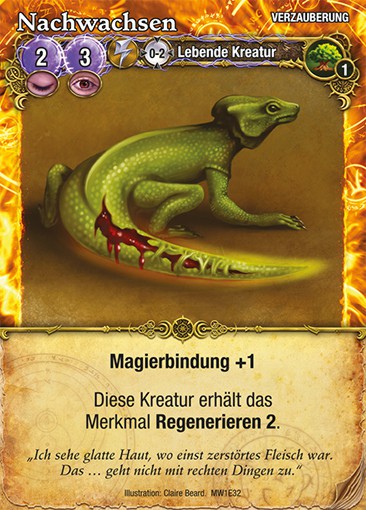 Nachwachsen
VERZAUBERUNG
2 3 0-2 Lebende Kreatur
1
Magierbindung +1
Diese Kreatur erhält das
Merkmal Regenerieren 2.
„Ich sehe glatte Haut, wo einst zerstörtes Fleisch war.
Das … geht nicht mit rechten Dingen zu.“
Illustration: Claire Beard. MW1E32